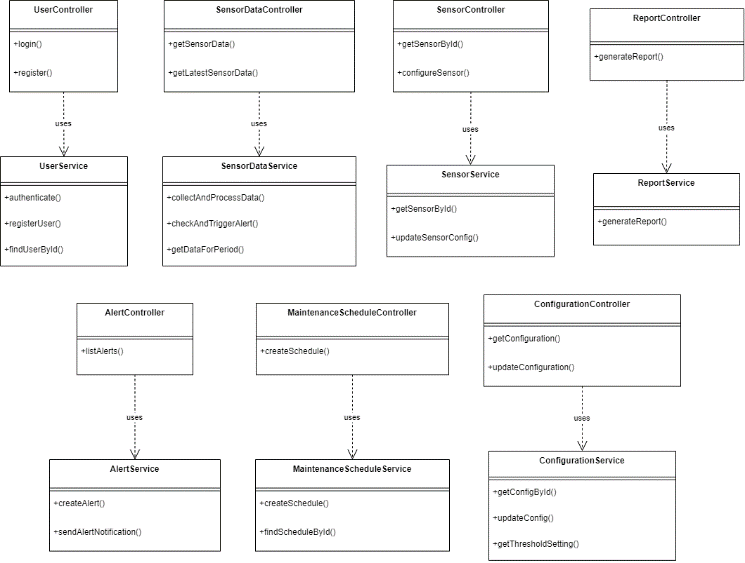 UserController
+login()
+register()
uses
UserService
+authenticate()
+registerUser()
+findUserById()
SensorDataController
+getSensorData()
+getLatestSensorData()
uses
SensorDataService
+collectAndProcessData()
+checkAndTriggerAlert()
+getDataForPeriod()
SensorController
+getSensorById()
+configureSensor()
uses
SensorService
+getSensorById()
+updateSensorConfig()
ReportController
+generateReport()
uses
ReportService
+generateReport()
AlertController
+listAlerts()
uses
AlertService
+createAlert()
+sendAlertNotification()
MaintenanceScheduleController
+createSchedule()
uses
MaintenanceScheduleService
+createSchedule()
+findScheduleById()
ConfigurationController
+getConfiguration()
+updateConfiguration()
uses
ConfigurationService
+getConfigById()
+updateConfig()
+getThresholdSetting()